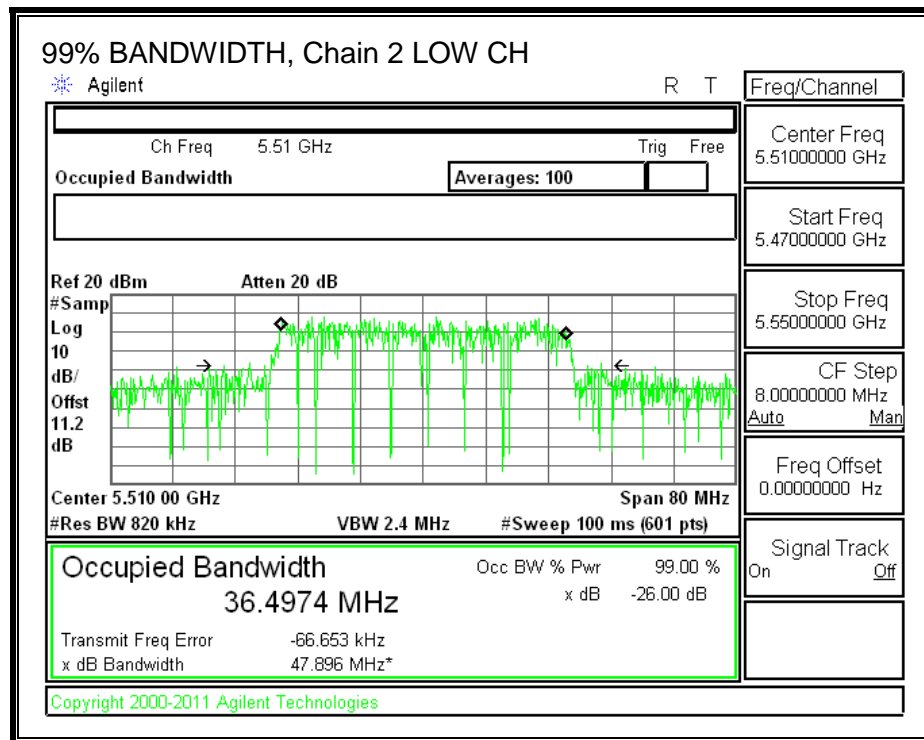 99% BANDWIDTH, Chain 2 LOW CH
Agilent R T
Ch Freq 5.51 GHz Trig Free
Occupied Bandwidth Averages: 100
Ref 20 dBm Atten 20 dB
#Samp
Log
10
dB/
Offst
11.2
dB
Center 5.510 00 GHz Span 80 MHz
#Res BW 820 kHz VBW 2.4 MHz #Sweep 100 ms (601 pts)
Occupied Bandwidth Occ BW % Pwr 99.00 %
36.4974 MHz x dB -26.00 dB
Transmit Freq Error -66.653 kHz
x dB Bandwidth 47.896 MHz*
Copyright 2000-2011 Agilent Technologies
Freq/Channel
Center Freq
5.51000000 GHz
Start Freq
5.47000000 GHz
Stop Freq
5.55000000 GHz
CF Step
8.00000000 MHz
Auto Man
Freq Offset
0.00000000 Hz
Signal Track
On Off